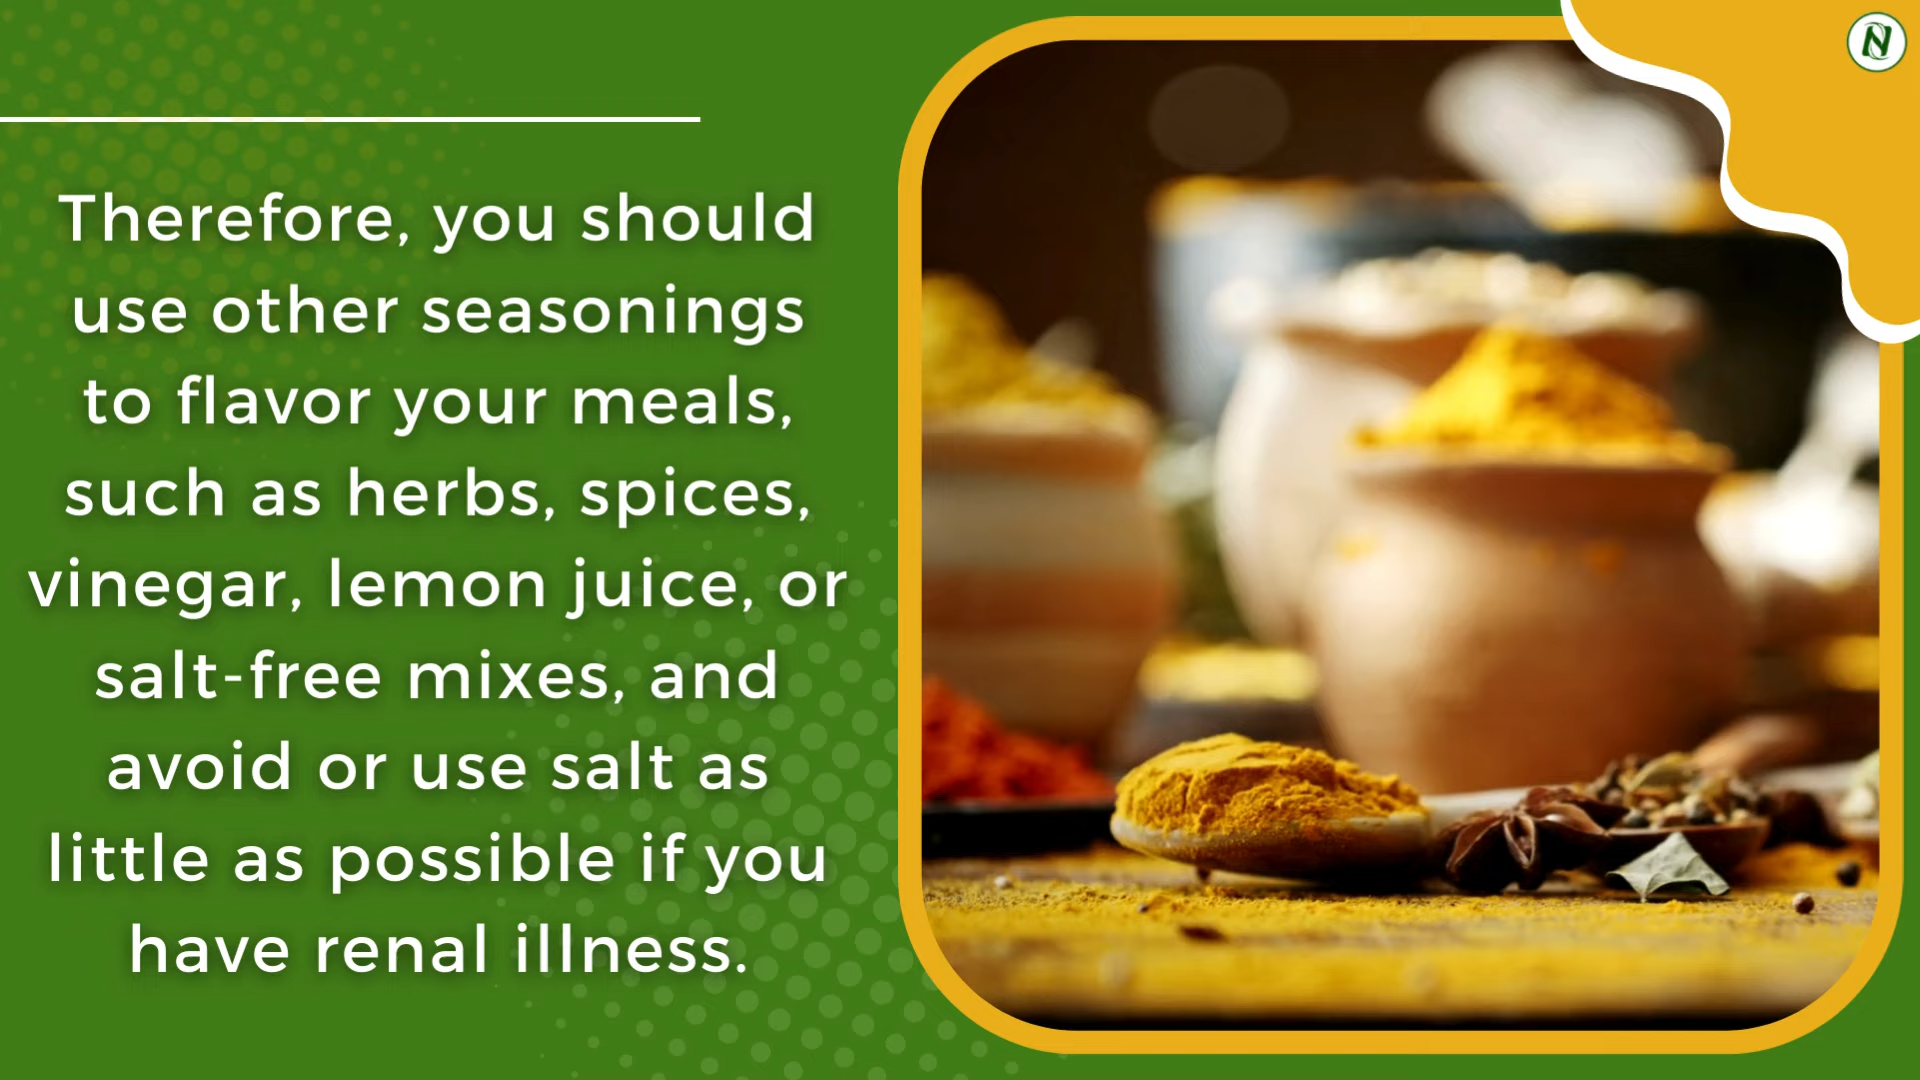 Therefore, you should
use other seasonings
to flavor your meals,
such as herbs, spices,
vinegar, lemon juice, or
salt-free mixes, and
avoid or use salt as
little as possible if you
have renal illness.
N